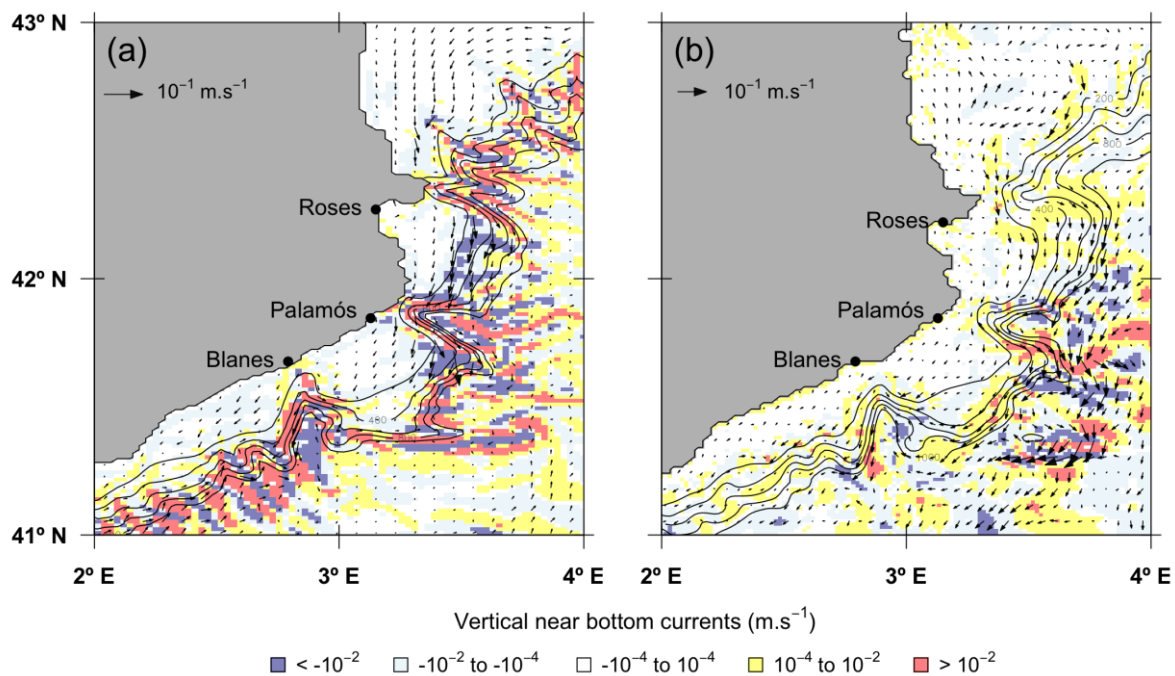 43° N
(a)
(b)
10⁻¹ m.s⁻¹
10⁻¹ m.s⁻¹
200
800
Roses
400
Roses
42° N
Palamós
Palamós
Blanes
Blanes
400
41° N
2° E
3° E
4° E
2° E
3° E
4° E
Vertical near bottom currents (m.s⁻¹)
< -10⁻²
-10⁻² to -10⁻⁴
-10⁻⁴ to 10⁻⁴
10⁻⁴ to 10⁻²
> 10⁻²